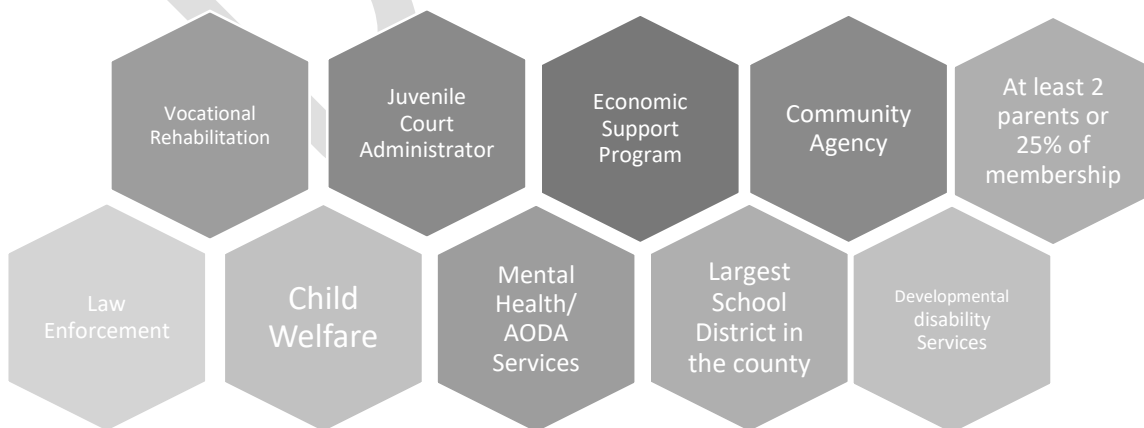 Vocational
Rehabilitation
Juvenile
Court
Administrator
Economic
Support
Program
Community
Agency
At least 2
parents or
25% of
membership
Law
Enforcement
Child
Welfare
Mental
Health/
AODA
Services
Largest
School
District in
the county
Developmental
disability
Services